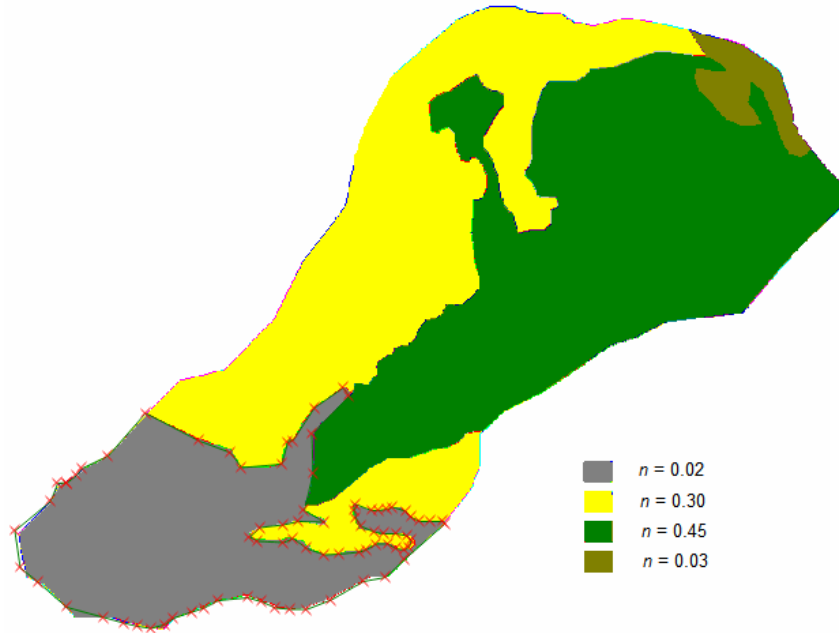 n = 0.02
n = 0.30
n = 0.45
n = 0.03